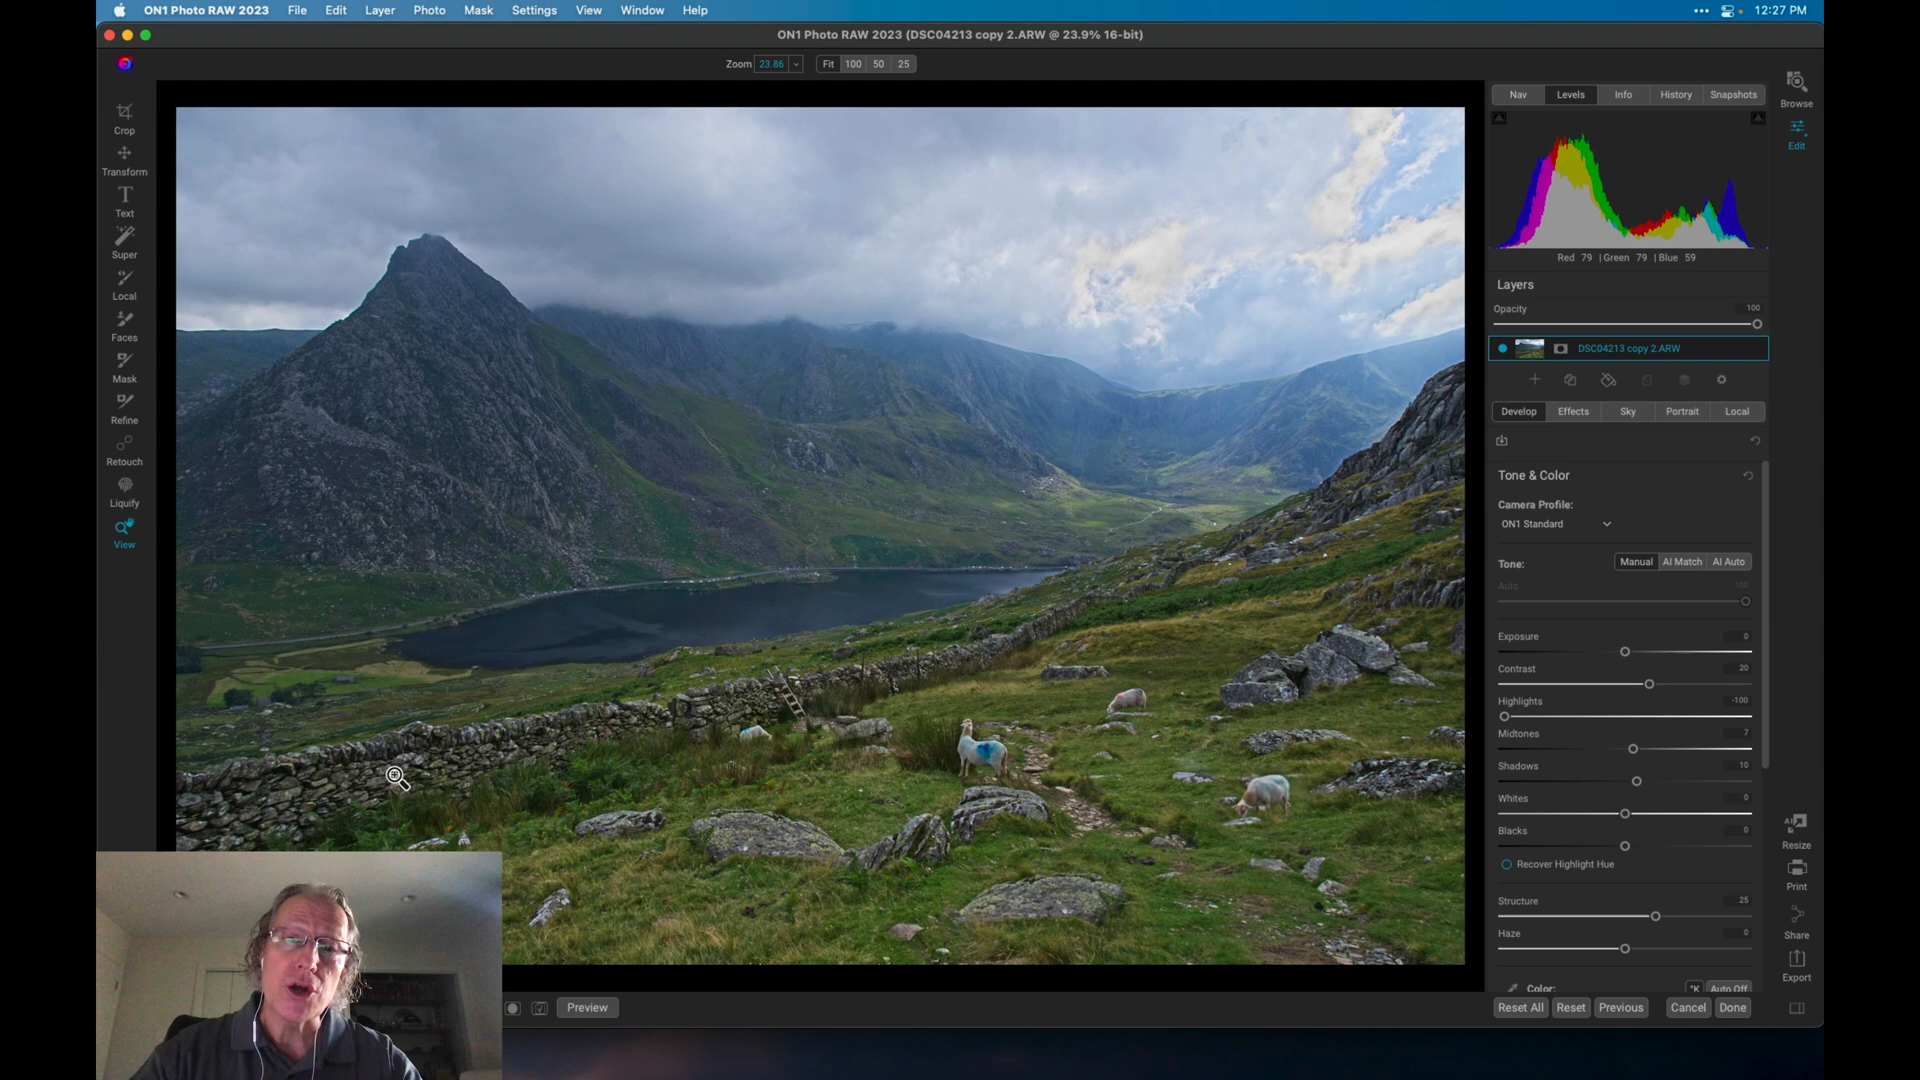 ON1 Photo RAW 2023 File Edit Layer Photo Mask Settings View Window Help 12:27 PM
ON1 Photo RAW 2023 (DSC04213 copy 2.ARW @ 23.9% 16-bit)
Zoom 23.86 Fit 100 50 25
Crop
Transform
Text
Super
Local
Faces
Mask
Refine
Retouch
Liquify
View
Nav Levels Info History Snapshots
Red 79 | Green 79 | Blue 59
Layers
Opacity 100
DSC04213 copy 2.ARW
Develop Effects Sky Portrait Local
Tone & Color
Camera Profile:
ON1 Standard
Tone: Manual AI Match AI Auto
Auto 100
Exposure 0
Contrast 20
Highlights -100
Midtones 7
Shadows 10
Whites 0
Blacks 0
Recover Highlight Hue
Structure 25
Haze 0
Color: °K Auto Off
Reset All Reset Previous Cancel Done
Preview
Browse
Edit
AI
Resize
Print
Share
Export